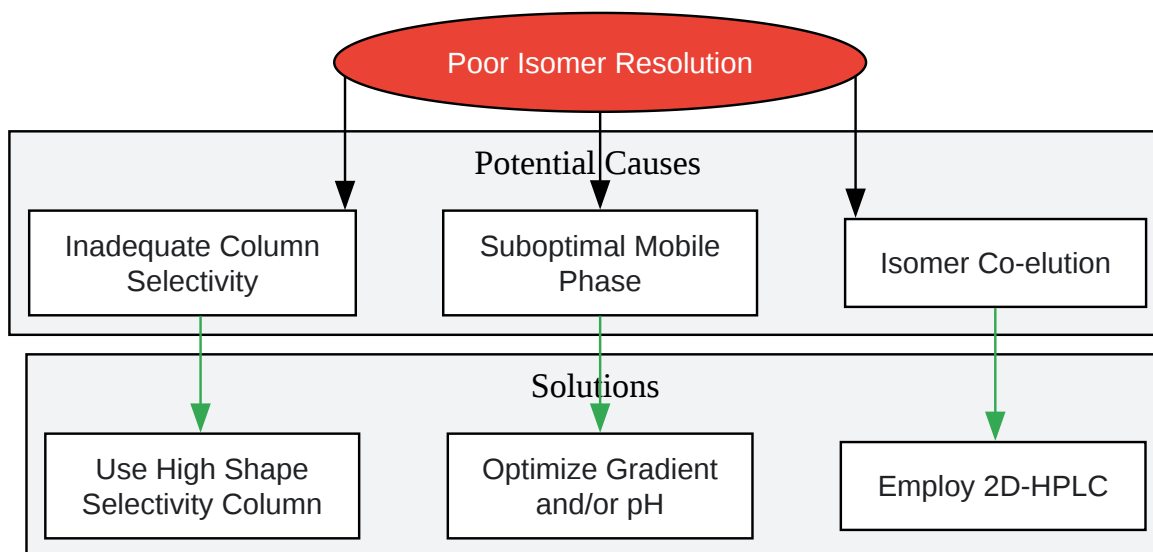 Poor Isomer Resolution
Potential Causes
Inadequate Column
Selectivity
Suboptimal Mobile
Phase
Isomer Co-elution
Solutions
Use High Shape
Selectivity Column
Optimize Gradient
and/or pH
Employ 2D-HPLC